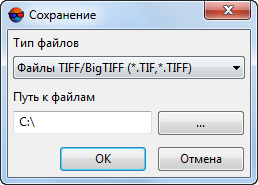 Сохранение
Тип файлов
Файлы TIFF/BigTIFF (*.TIF,*.TIFF)
Путь к файлам
C:\
...
OK
Отмена